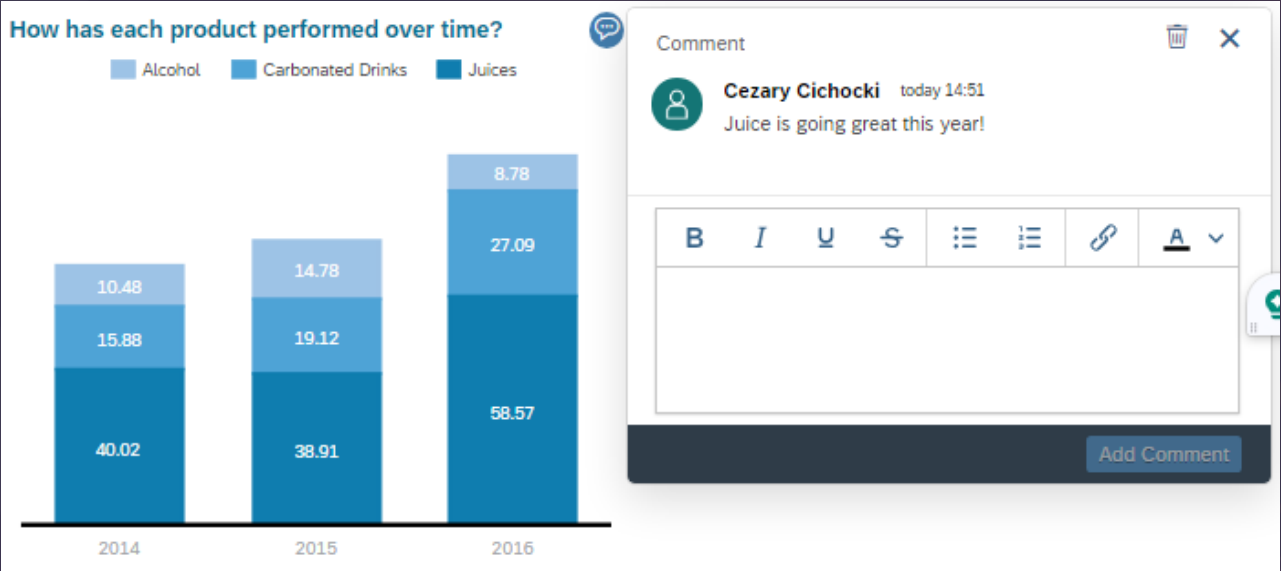 How has each product performed over time?
Alcohol Carbonated Drinks Juices
8.78
27.09
58.57
14.78
19.12
38.91
10.48
15.88
40.02
2014 2015 2016
Comment
Cezary Cichocki today 14:51
Juice is going great this year!
B I U S A
Add Comment